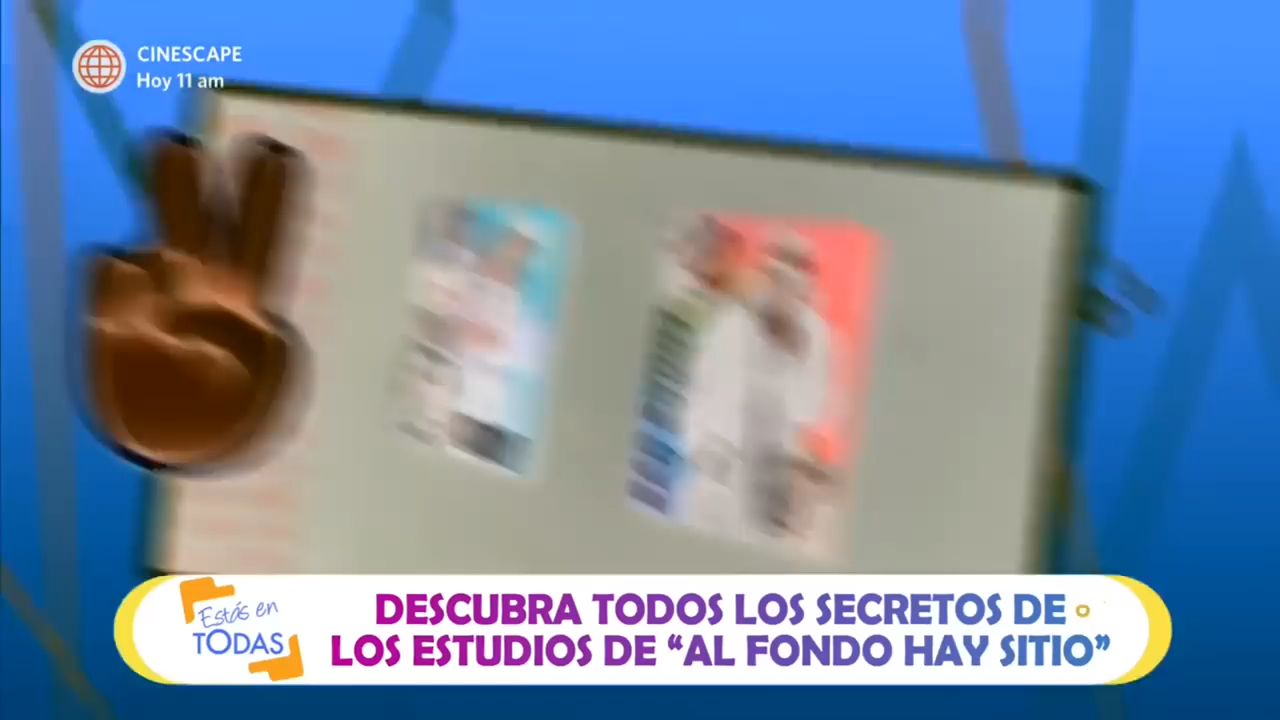 CINESCAPE
Hoy 11 am
Estás en
TODAS
DESCUBRA TODOS LOS SECRETOS DE
LOS ESTUDIOS DE “AL FONDO HAY SITIO”